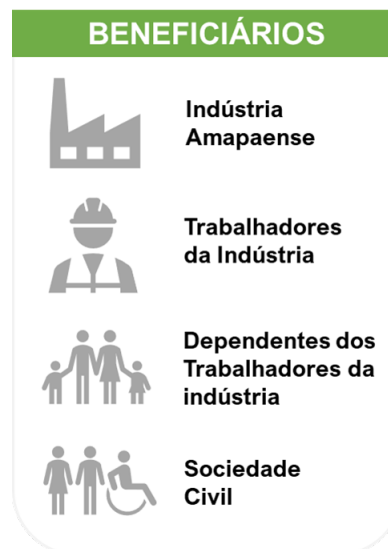 BENEFICIÁRIOS
Indústria
Amapaense
Trabalhadores
da Indústria
Dependentes dos
Trabalhadores da
indústria
Sociedade
Civil